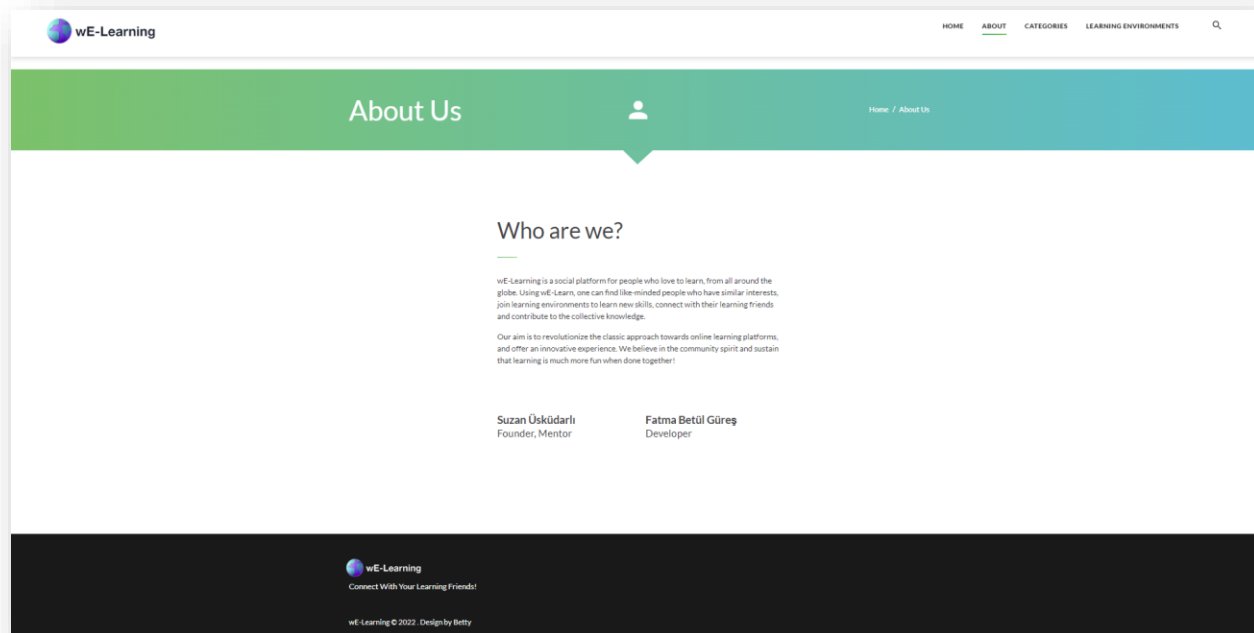 wE-Learning
HOME ABOUT CATEGORIES LEARNING ENVIRONMENTS
About Us
Home / About Us
Who are we?
wE-Learning is a social platform for people who love to learn, from all around the
globe. Using wE-Learn, one can find like-minded people who have similar interests,
join learning environments to learn new skills, connect with their learning friends
and contribute to the collective knowledge.
Our aim is to revolutionize the classic approach towards online learning platforms,
and offer an innovative experience. We believe in the community spirit and sustain
that learning is much more fun when done together!
Suzan Üsküdarlı
Founder, Mentor
Fatma Betül Güreş
Developer
wE-Learning
Connect With Your Learning Friends!
wE-Learning © 2022 . Design by Betty